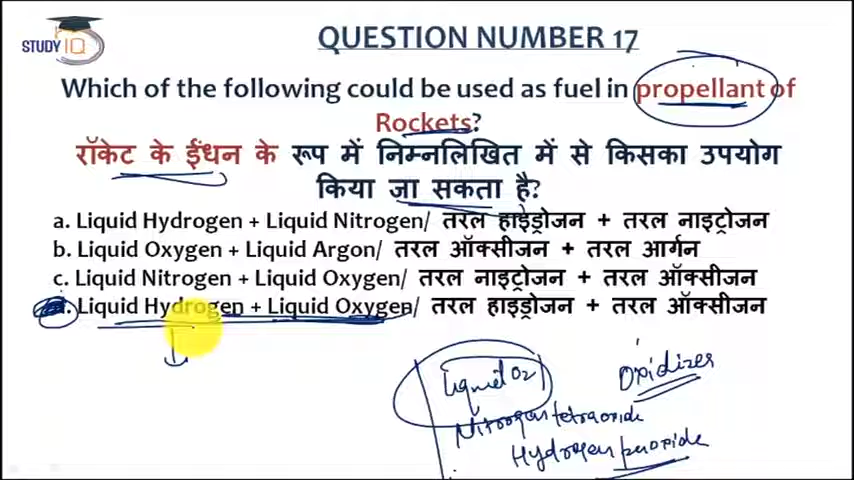 STUDY IQ
QUESTION NUMBER 17
Which of the following could be used as fuel in propellant of
Rockets?
रॉकेट के ईंधन के रूप में निम्नलिखित में से किसका उपयोग
किया जा सकता है?
a. Liquid Hydrogen + Liquid Nitrogen/ तरल हाइड्रोजन + तरल नाइट्रोजन
b. Liquid Oxygen + Liquid Argon/ तरल ऑक्सीजन + तरल आर्गन
c. Liquid Nitrogen + Liquid Oxygen/ तरल नाइट्रोजन + तरल ऑक्सीजन
d. Liquid Hydrogen + Liquid Oxygen/ तरल हाइड्रोजन + तरल ऑक्सीजन
Liquid O2 Oxidizes
Nitrogen tetraoxide
Hydrogen peroxide